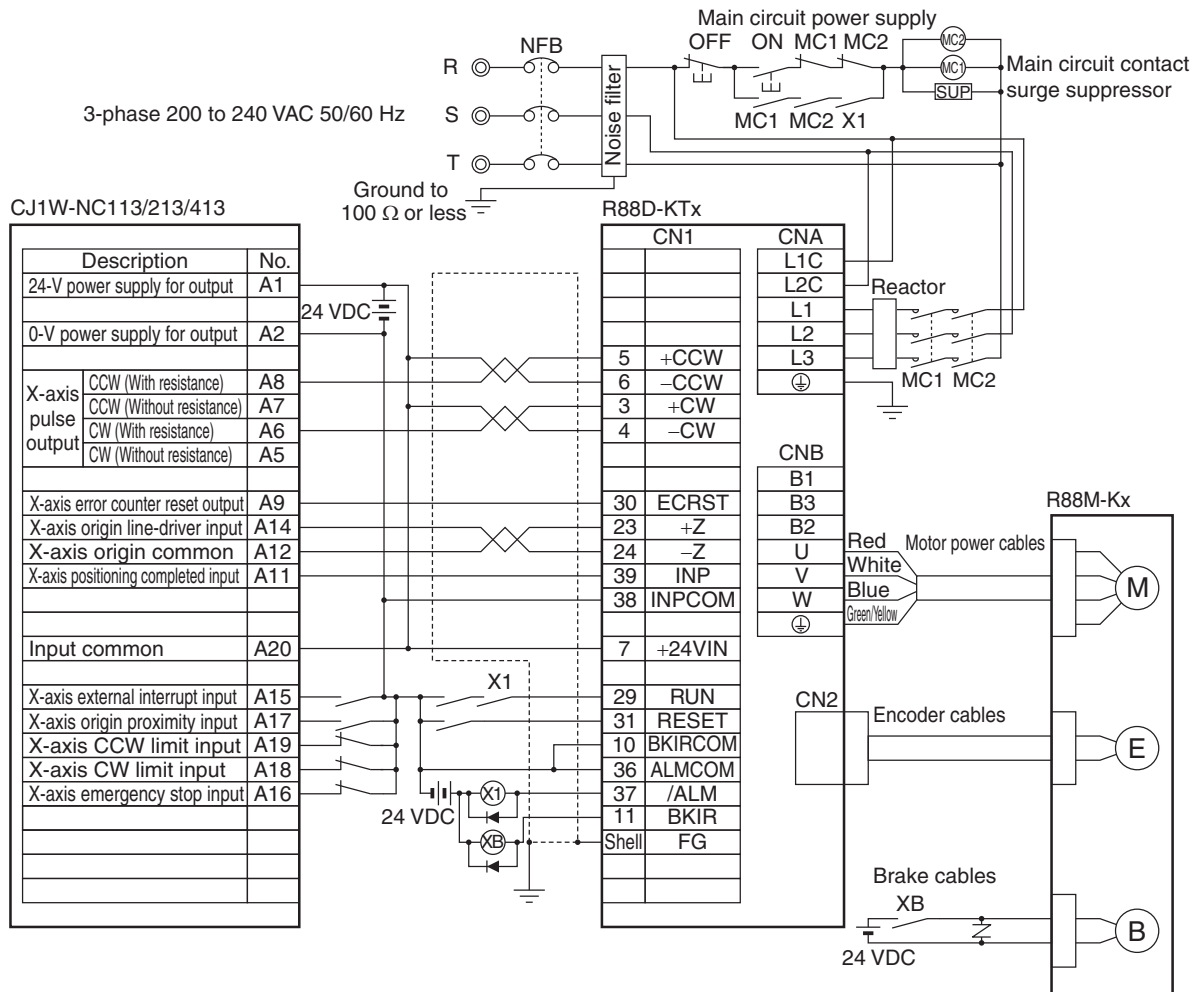 Main circuit power supply
NFB
OFF ON MC1 MC2
MC2
R
MC1
Main circuit contact
SUP
surge suppressor
3-phase 200 to 240 VAC 50/60 Hz
S
Noise filter
MC1 MC2 X1
T
Ground to
100 Ω or less
CJ1W-NC113/213/413
R88D-KTx
CN1 CNA
Description No.
L1C
24-V power supply for output A1
L2C
Reactor
24 VDC
L1
0-V power supply for output A2
L2
5 +CCW
L3
MC1 MC2
X-axis pulse output
CCW (With resistance) A8
6 −CCW
CCW (Without resistance) A7
3 +CW
CW (With resistance) A6
4 −CW
CW (Without resistance) A5
CNB
B1
X-axis error counter reset output A9
30 ECRST
B3
R88M-Kx
X-axis origin line-driver input A14
23 +Z
B2
X-axis origin common A12
24 −Z
U
Red
Motor power cables
X-axis positioning completed input A11
39 INP
V
White
M
38 INPCOM
W
Blue
Green/Yellow
Input common A20
7 +24VIN
X-axis external interrupt input A15
X1
29 RUN
CN2
X-axis origin proximity input A17
31 RESET
Encoder cables
X-axis CCW limit input A19
10 BKIRCOM
E
X-axis CW limit input A18
36 ALMCOM
X-axis emergency stop input A16
X1
37 /ALM
24 VDC
11 BKIR
XB
Shell FG
Brake cables
XB
B
24 VDC